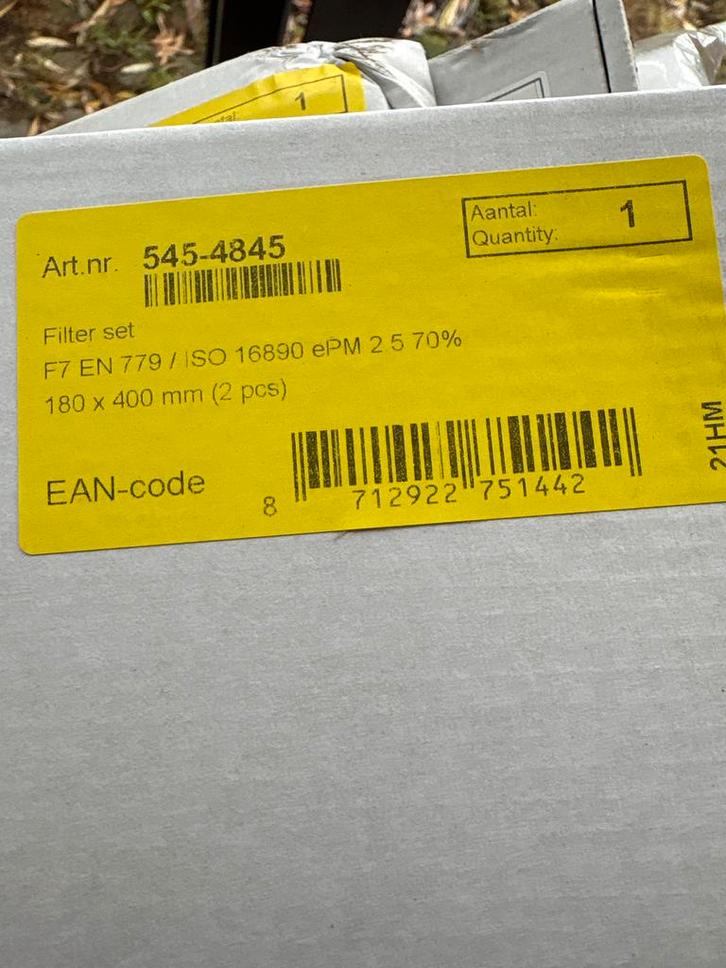 1
Aantal: 1
Quantity:
Art.nr. 545-4845
Filter set
F7 EN 779 / ISO 16890 ePM 2.5 70%
180 x 400 mm (2 pcs)
EAN-code
8 712922 751442
21HM